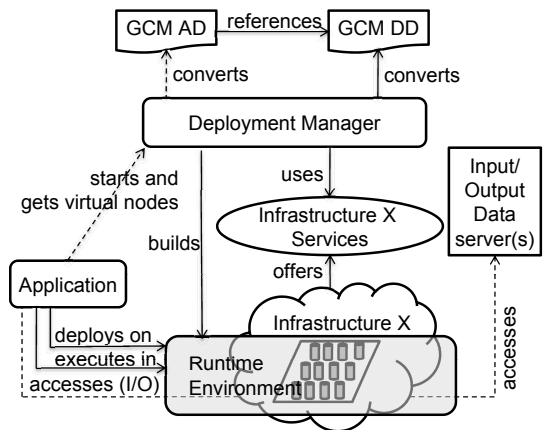 GCM AD
references
GCM DD
converts
converts
Deployment Manager
starts and
gets virtual nodes
uses
Input/
Output
Data
server(s)
Infrastructure X
Services
builds
offers
Application
Infrastructure X
deploys on
executes in
accesses (I/O)
Runtime
Environment
accesses